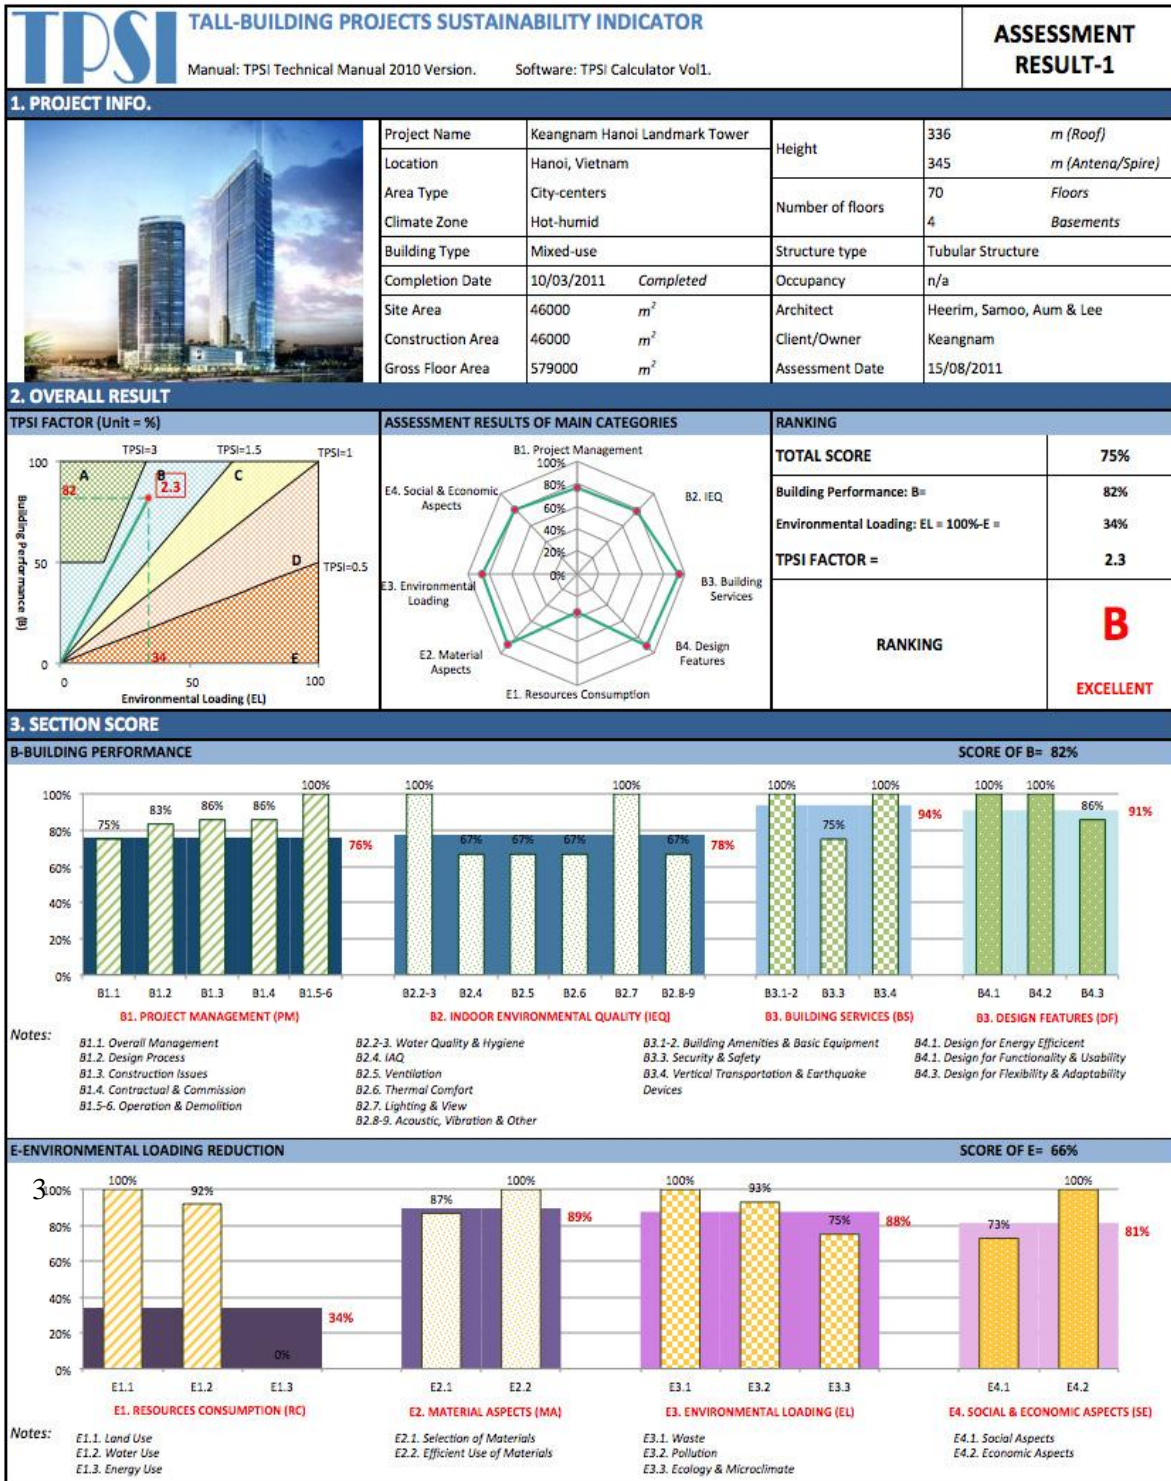 TPSI
TALL-BUILDING PROJECTS SUSTAINABILITY INDICATOR
Manual: TPSI Technical Manual 2010 Version. Software: TPSI Calculator Vol1.
ASSESSMENT
RESULT-1
1. PROJECT INFO.
Project Name Keangnam Hanoi Landmark Tower
Location Hanoi, Vietnam
Area Type City-centers
Climate Zone Hot-humid
Building Type Mixed-use
Completion Date 10/03/2011 Completed
Site Area 46000 m²
Construction Area 46000 m²
Gross Floor Area 579000 m²
Height 336 m (Roof)
345 m (Antena/Spire)
Number of floors 70 Floors
4 Basements
Structure type Tubular Structure
Occupancy n/a
Architect Heerim, Samoo, Aum & Lee
Client/Owner Keangnam
Assessment Date 15/08/2011
2. OVERALL RESULT
TPSI FACTOR (Unit = %)
TPSI=3 TPSI=1.5 TPSI=1
100 A B C
82 2.3
50 D TPSI=0.5
0 34 E
0 50 100
Building Performance (B)
Environmental Loading (EL)
ASSESSMENT RESULTS OF MAIN CATEGORIES
B1. Project Management
100%
80%
60%
40%
20%
0%
B2. IEQ
B3. Building
Services
B4. Design
Features
E1. Resources Consumption
E2. Material
Aspects
E3. Environmental
Loading
E4. Social & Economic
Aspects
RANKING
TOTAL SCORE 75%
Building Performance: B= 82%
Environmental Loading: EL = 100%-E = 34%
TPSI FACTOR = 2.3
RANKING B
EXCELLENT
3. SECTION SCORE
B-BUILDING PERFORMANCE SCORE OF B= 82%
100%
80%
60%
40%
20%
0%
75% 83% 86% 86% 100% 76%
B1.1 B1.2 B1.3 B1.4 B1.5-6
B1. PROJECT MANAGEMENT (PM)
100% 67% 67% 67% 100% 67% 78%
B2.2-3 B2.4 B2.5 B2.6 B2.7 B2.8-9
B2. INDOOR ENVIRONMENTAL QUALITY (IEQ)
100% 75% 100% 94%
B3.1-2 B3.3 B3.4
B3. BUILDING SERVICES (BS)
100% 100% 86% 91%
B4.1 B4.2 B4.3
B3. DESIGN FEATURES (DF)
Notes:
B1.1. Overall Management
B1.2. Design Process
B1.3. Construction Issues
B1.4. Contractual & Commission
B1.5-6. Operation & Demolition
B2.2-3. Water Quality & Hygiene
B2.4. IAQ
B2.5. Ventilation
B2.6. Thermal Comfort
B2.7. Lighting & View
B2.8-9. Acoustic, Vibration & Other
B3.1-2. Building Amenities & Basic Equipment
B3.3. Security & Safety
B3.4. Vertical Transportation & Earthquake
Devices
B4.1. Design for Energy Efficicent
B4.1. Design for Functionality & Usability
B4.3. Design for Flexibility & Adaptability
E-ENVIRONMENTAL LOADING REDUCTION SCORE OF E= 66%
3
100%
80%
60%
40%
20%
0%
100% 92% 0% 34%
E1.1 E1.2 E1.3
E1. RESOURCES CONSUMPTION (RC)
87% 100% 89%
E2.1 E2.2
E2. MATERIAL ASPECTS (MA)
100% 93% 75% 88%
E3.1 E3.2 E3.3
E3. ENVIRONMENTAL LOADING (EL)
73% 100% 81%
E4.1 E4.2
E4. SOCIAL & ECONOMIC ASPECTS (SE)
Notes:
E1.1. Land Use
E1.2. Water Use
E1.3. Energy Use
E2.1. Selection of Materials
E2.2. Efficient Use of Materials
E3.1. Waste
E3.2. Pollution
E3.3. Ecology & Microclimate
E4.1. Social Aspects
E4.2. Economic Aspects